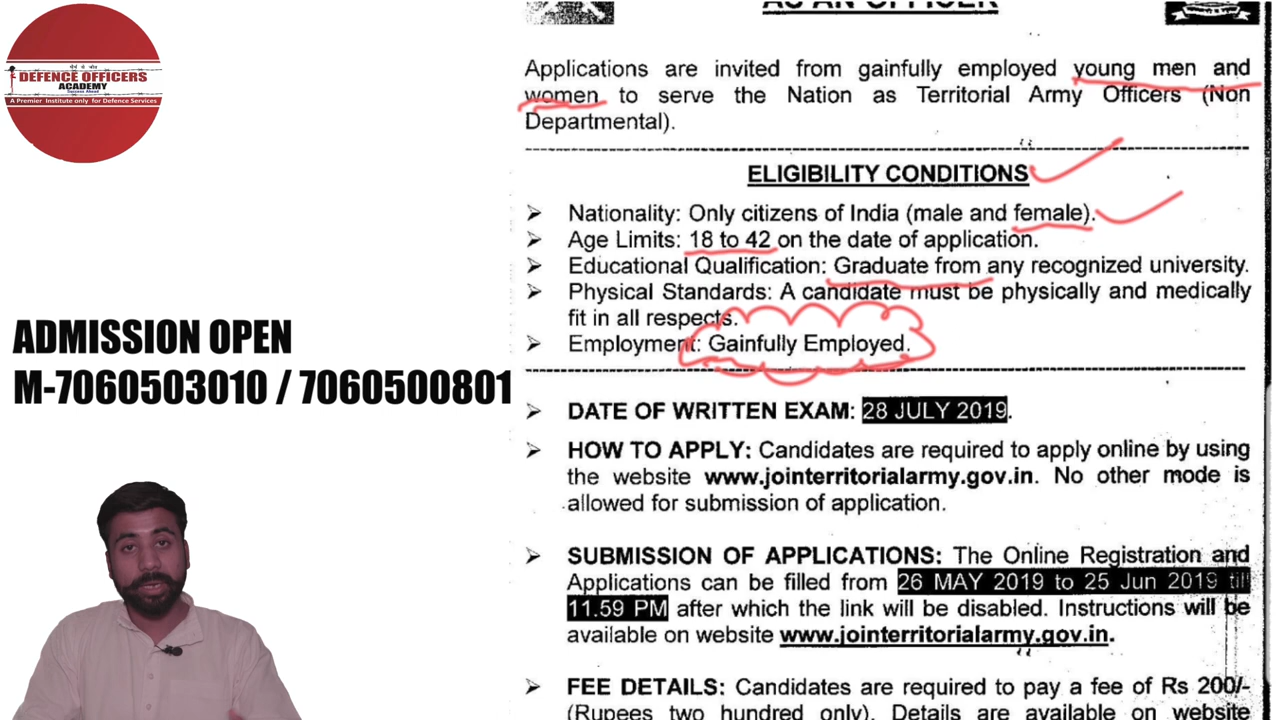 AS AN OFFICER
DEFENCE OFFICERS
ACADEMY
Success Ahead
A Premier Institute only for Defence Services
Applications are invited from gainfully employed young men and
women to serve the Nation as Territorial Army Officers (Non
Departmental).
ELIGIBILITY CONDITIONS
➢ Nationality: Only citizens of India (male and female).
➢ Age Limits: 18 to 42 on the date of application.
➢ Educational Qualification: Graduate from any recognized university.
➢ Physical Standards: A candidate must be physically and medically
fit in all respects.
➢ Employment: Gainfully Employed.
ADMISSION OPEN
M-7060503010 / 7060500801
➢ DATE OF WRITTEN EXAM: 28 JULY 2019.
➢ HOW TO APPLY: Candidates are required to apply online by using
the website www.jointerritorialarmy.gov.in. No other mode is
allowed for submission of application.
➢ SUBMISSION OF APPLICATIONS: The Online Registration and
Applications can be filled from 26 MAY 2019 to 25 Jun 2019 till
11.59 PM after which the link will be disabled. Instructions will be
available on website www.jointerritorialarmy.gov.in.
➢ FEE DETAILS: Candidates are required to pay a fee of Rs 200/-
(Rupees two hundred only). Details are available on website